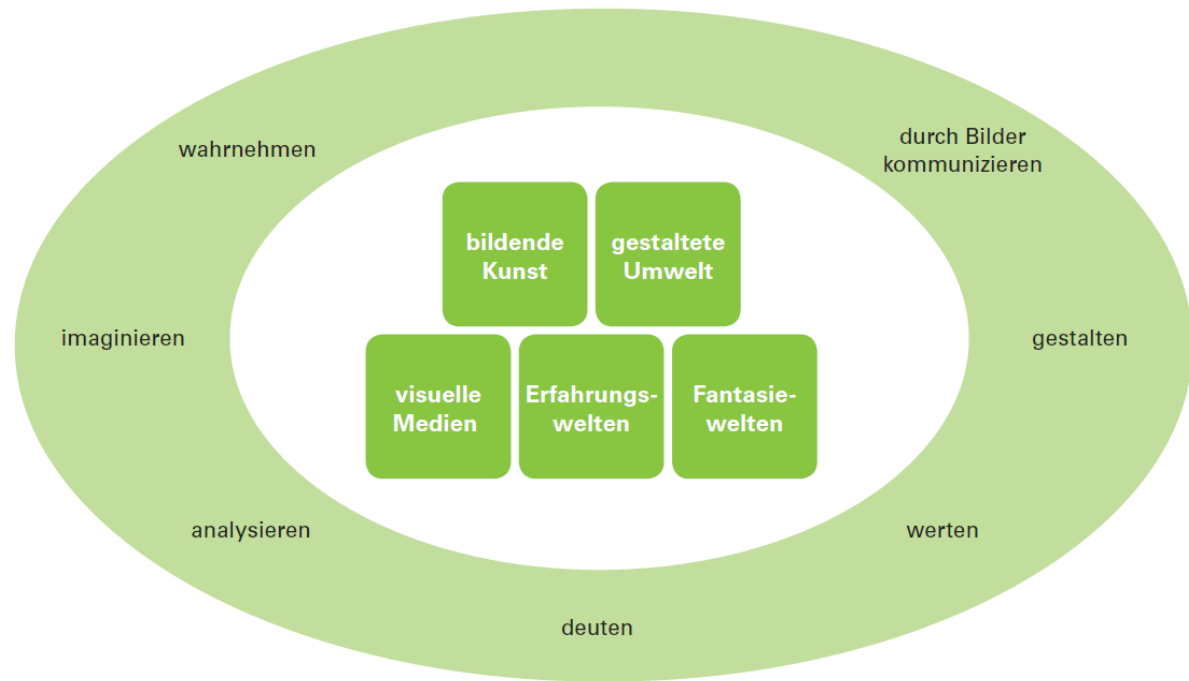 wahrnehmen
durch Bilder
kommunizieren
bildende
Kunst
gestaltete
Umwelt
imaginieren
gestalten
visuelle
Medien
Erfahrungs-
welten
Fantasie-
welten
analysieren
werten
deuten